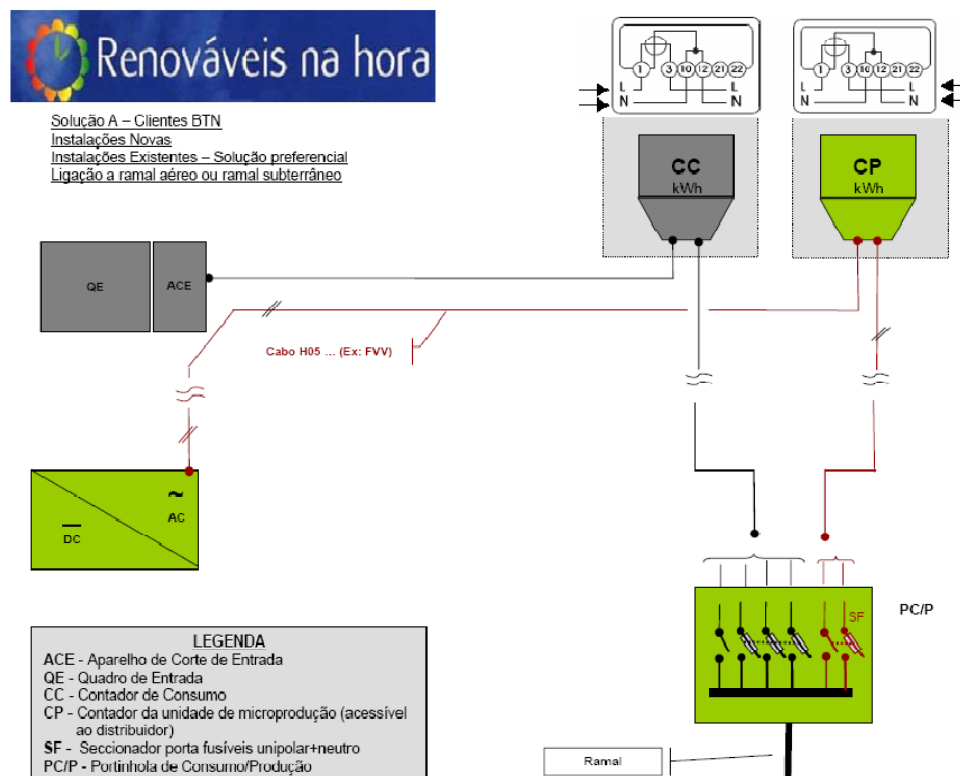 Renováveis na hora
Solução A – Clientes BTN
Instalações Novas
Instalações Existentes – Solução preferencial
Ligação a ramal aéreo ou ramal subterrâneo
1 3 10 12 21 22
L L
N N
1 3 10 12 21 22
L L
N N
CC
kWh
CP
kWh
QE
ACE
Cabo H05 ... (Ex: FVV)
~
AC
DC
PC/P
SF
LEGENDA
ACE - Aparelho de Corte de Entrada
QE - Quadro de Entrada
CC - Contador de Consumo
CP - Contador da unidade de microprodução (acessível
ao distribuidor)
SF - Seccionador porta fusíveis unipolar+neutro
PC/P - Portinhola de Consumo/Produção
Ramal